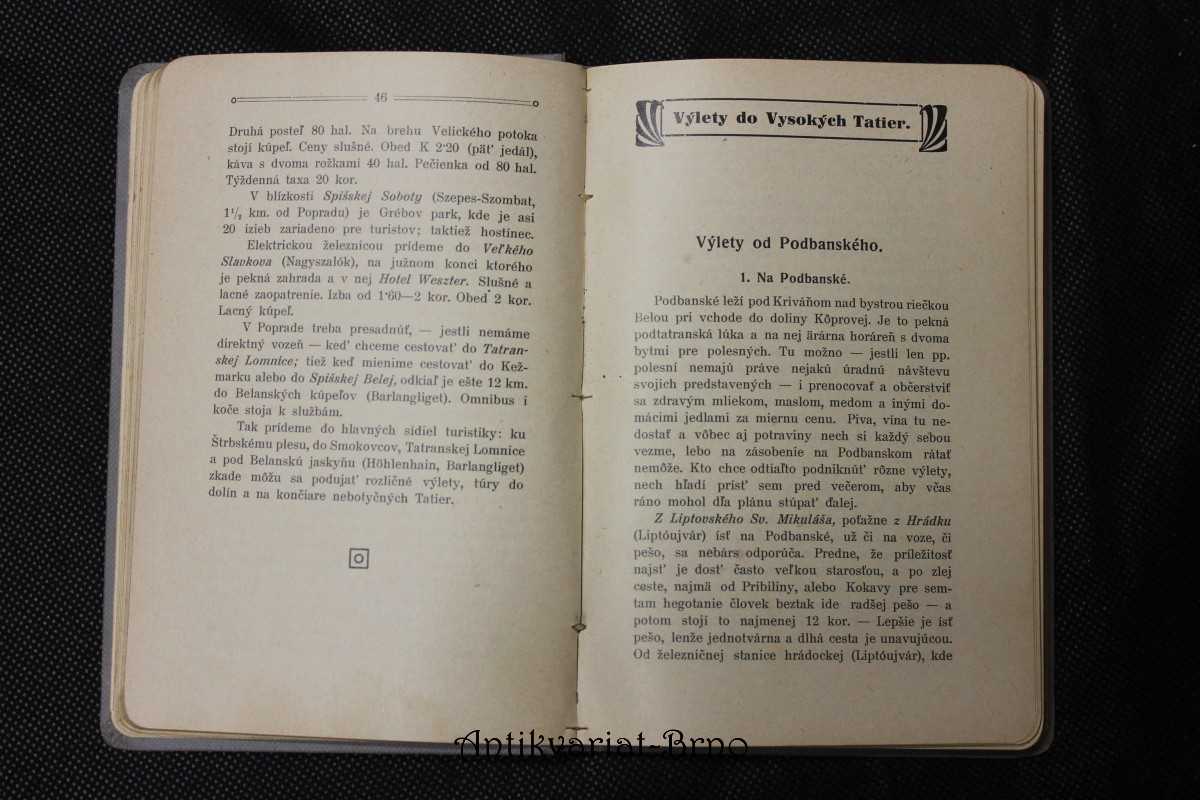 46
Druhá posteľ 80 hal. Na brehu Velického potoka
stojí kúpeľ. Ceny slušné. Obed K 2·20 (päť jedál),
káva s dvoma rožkami 40 hal. Pečienka od 80 hal.
Týždenná taxa 20 kor.
V blízkosti Spišskej Soboty (Szepes-Szombat,
1¹/₂ km. od Popradu) je Grébov park, kde je asi
20 izieb zariadeno pre turistov; taktiež hostinec.
Elektrickou železnicou prídeme do Veľkého
Slavkova (Nagyszalók), na južnom konci ktorého
je pekná zahrada a v nej Hotel Weszter. Slušné a
lacné zaopatrenie. Izba od 1·60—2 kor. Obed 2 kor.
Lacný kúpeľ.
V Poprade treba presadnúť, — jestli nemáme
direktný vozeň — keď chceme cestovať do Tatran-
skej Lomnice; tiež keď mienime cestovať do Kež-
marku alebo do Spišskej Belej, odkiaľ je ešte 12 km.
do Belanských kúpeľov (Barlangliget). Omnibus i
koče stoja k službám.
Tak prídeme do hlavných sídiel turistiky: ku
Štrbskému plesu, do Smokovcov, Tatranskej Lomnice
a pod Belanskú jaskyňu (Höhlenhain, Barlangliget)
zkade môžu sa podujať rozličné výlety, túry do
dolín a na končiare nebotyčných Tatier.
Výlety do Vysokých Tatier.
Výlety od Podbanského.
1. Na Podbanské.
Podbanské leží pod Kriváňom nad bystrou riečkou
Belou pri vchode do doliny Kôprovej. Je to pekná
podtatranská lúka a na nej ärárna horáreň s dvoma
bytmi pre polesných. Tu možno — jestli len pp.
polesní nemajú práve nejakú úradnú návštevu
svojich predstavených — i prenocovať a občerstviť
sa zdravým mliekom, maslom, medom a inými do-
mácimi jedlami za miernu cenu. Piva, vína tu ne-
dostať a vôbec aj potraviny nech si každý sebou
vezme, lebo na zásobenie na Podbanskom rátať
nemôže. Kto chce odtiaľto podniknúť rôzne výlety,
nech hľadí prísť sem pred večerom, aby včas
ráno mohol dľa plánu stúpať ďalej.
Z Liptovského Sv. Mikuláša, poťažne z Hrádku
(Liptóujvár) ísť na Podbanské, už či na voze, či
pešo, sa nebárs odporúča. Predne, že príležitosť
najsť je dosť často veľkou starosťou, a po zlej
ceste, najmä od Pribiliny, alebo Kokavy pre sem-
tam hegotanie človek beztak ide radšej pešo — a
potom stojí to najmenej 12 kor. — Lepšie je ísť
pešo, lenže jednotvárna a dlhá cesta je unavujúcou.
Od železničnej stanice hrádockej (Liptóujvár), kde
Antikvariat-Brno